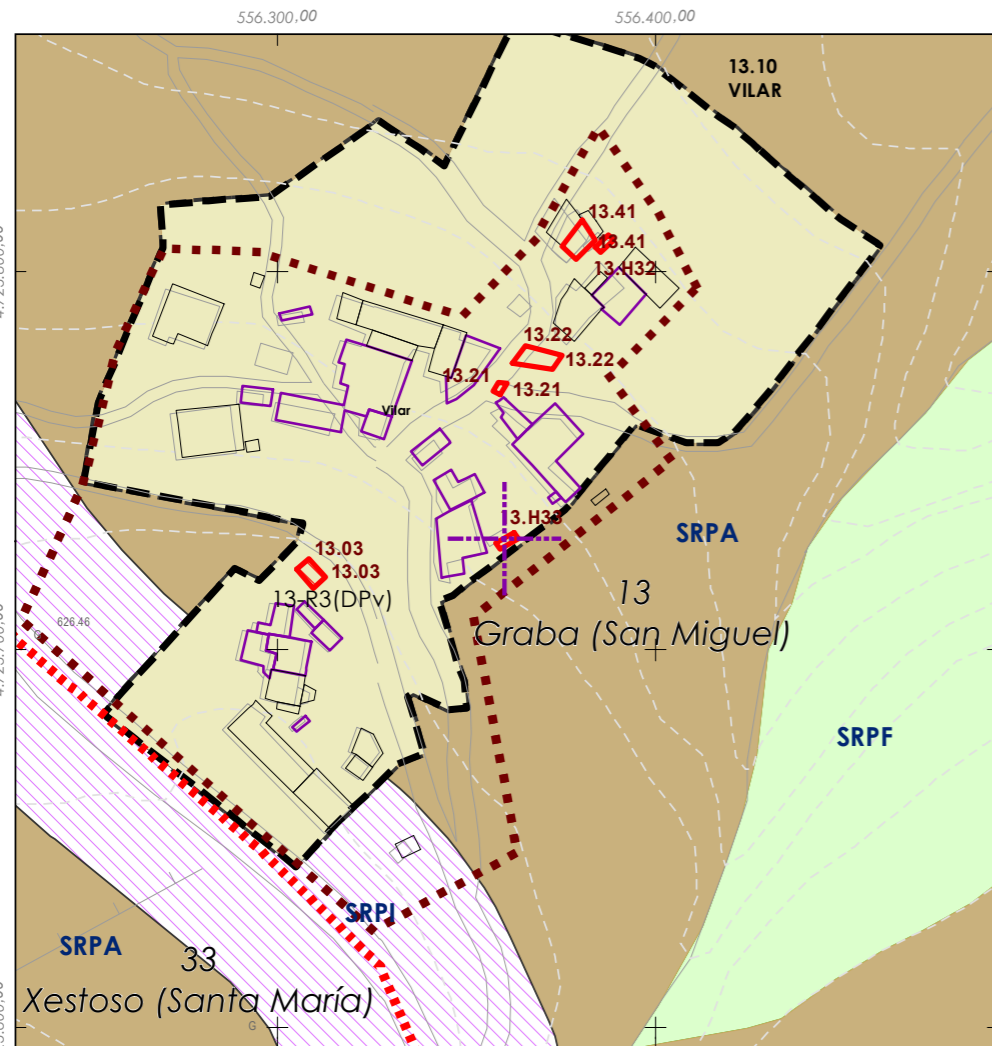 556.300,00
556.400,00
13.10
VILAR
13.41
13.41
13.H32
13.22
13.22
13.21
13.21
Vilar
3.H33
SRPA
13.03
13.03
13-R3(DPv)
13
Graba (San Miguel)
626.46
G
SRPF
SRPI
SRPA
33
Xestoso (Santa María)
G